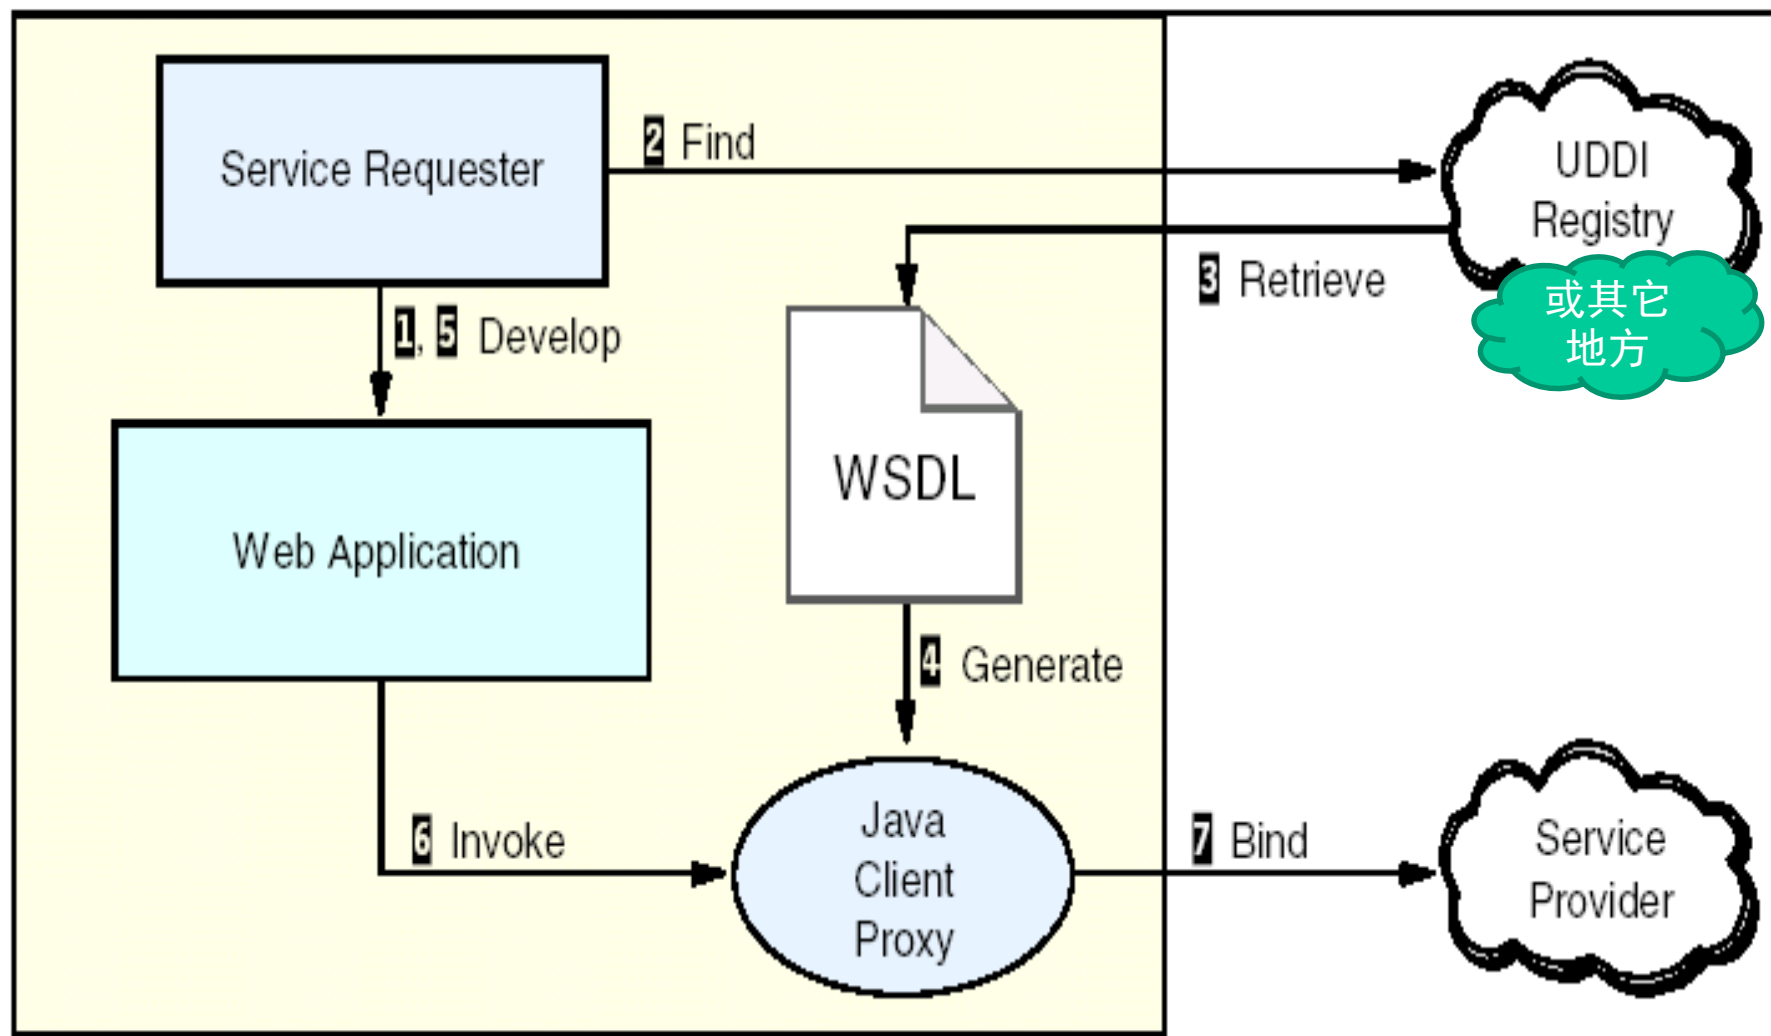 Service Requester
2 Find
UDDI
Registry
或其它
地方
3 Retrieve
1, 5 Develop
WSDL
Web Application
4 Generate
6 Invoke
Java
Client
Proxy
7 Bind
Service
Provider